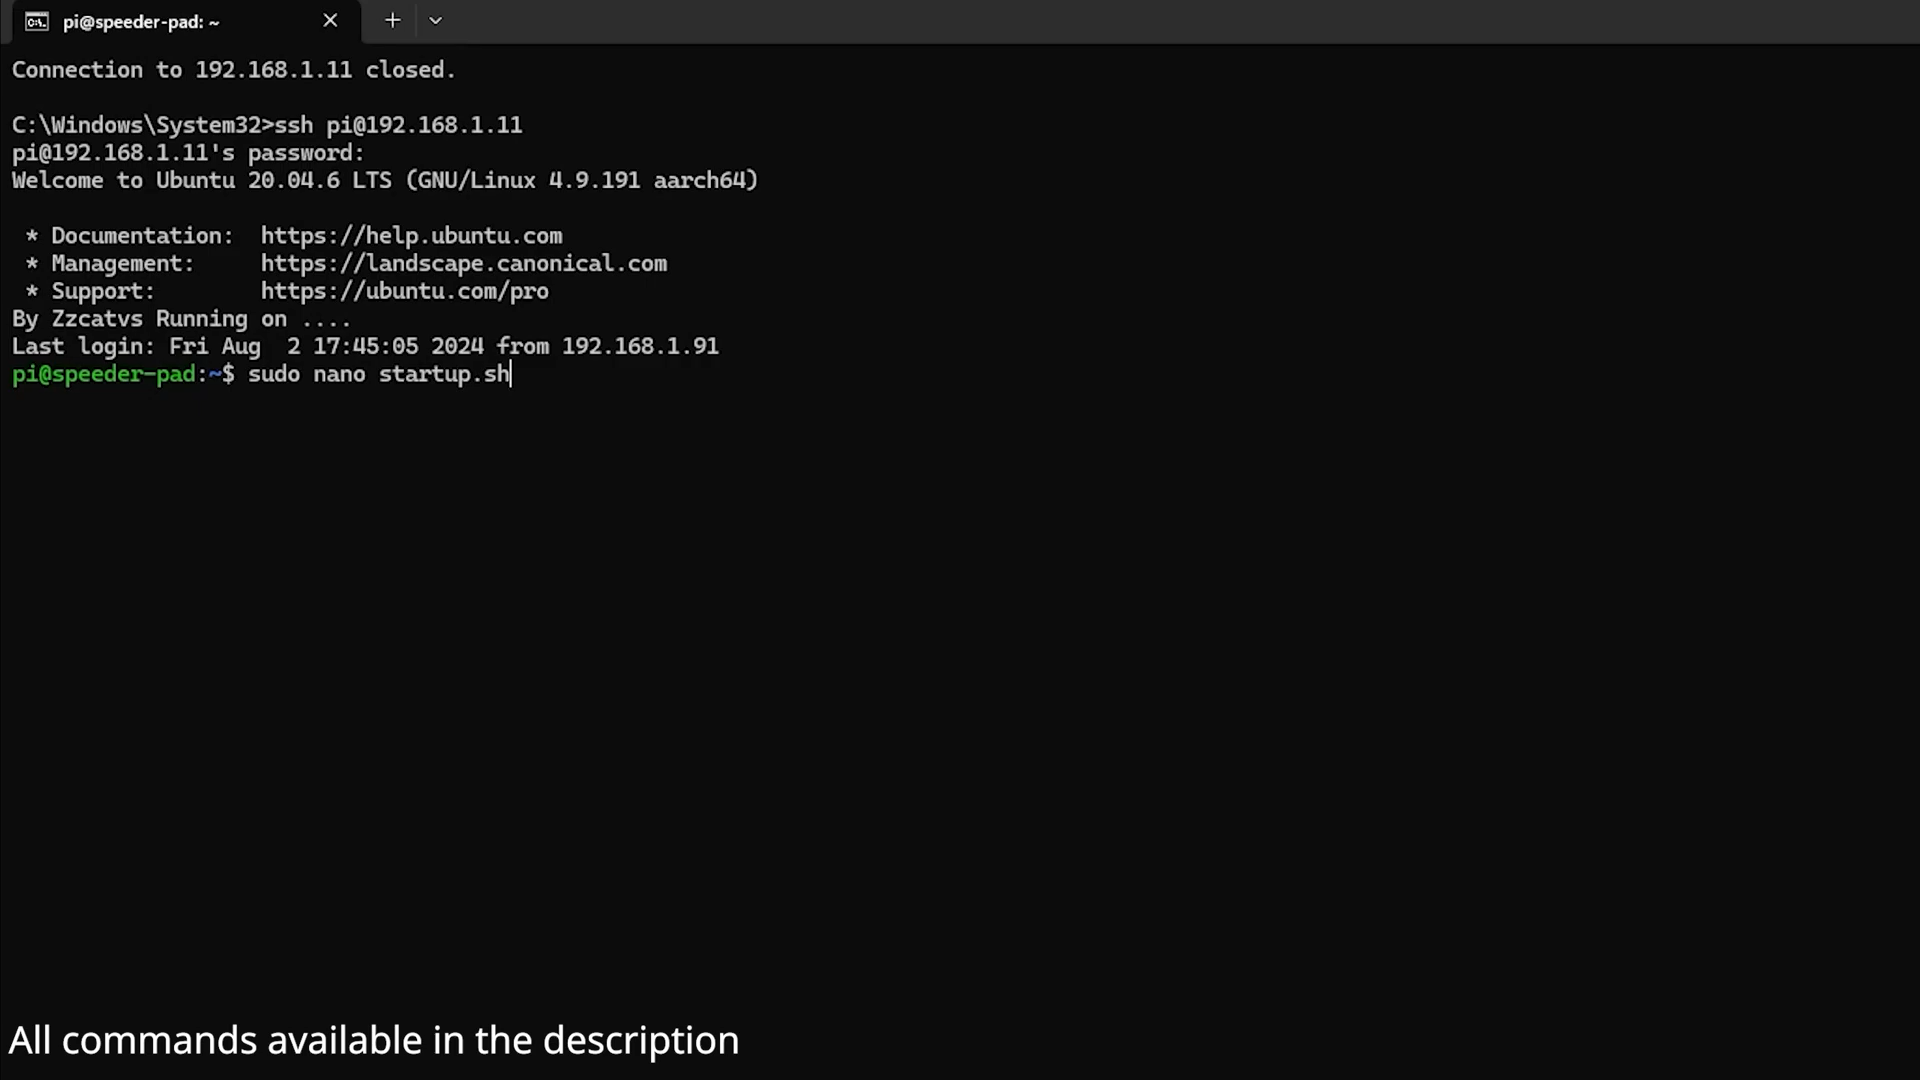 pi@speeder-pad: ~
Connection to 192.168.1.11 closed.
C:\Windows\System32>ssh pi@192.168.1.11
pi@192.168.1.11's password:
Welcome to Ubuntu 20.04.6 LTS (GNU/Linux 4.9.191 aarch64)
* Documentation:  https://help.ubuntu.com
* Management:     https://landscape.canonical.com
* Support:        https://ubuntu.com/pro
By Zzcatvs Running on ....
Last login: Fri Aug  2 17:45:05 2024 from 192.168.1.91
pi@speeder-pad:~$ sudo nano startup.sh
All commands available in the description